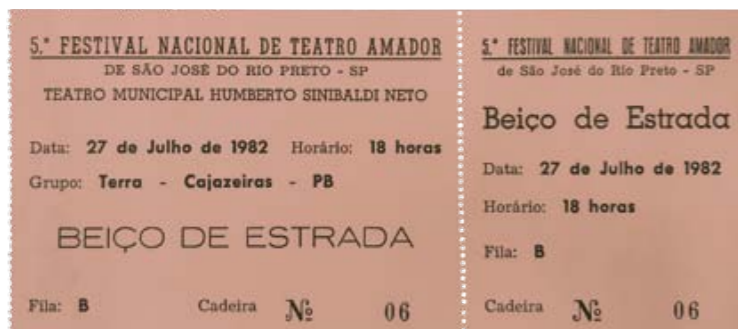 5.º FESTIVAL NACIONAL DE TEATRO AMADOR
DE SÃO JOSÉ DO RIO PRETO - SP
TEATRO MUNICIPAL HUMBERTO SINIBALDI NETO
Data: 27 de Julho de 1982 Horário: 18 horas
Grupo: Terra - Cajazeiras - PB
BEIÇO DE ESTRADA
Fila: B Cadeira Nº 06
5.º FESTIVAL NACIONAL DE TEATRO AMADOR
de São José do Rio Preto - SP
Beiço de Estrada
Data: 27 de Julho de 1982
Horário: 18 horas
Fila: B
Cadeira Nº 06